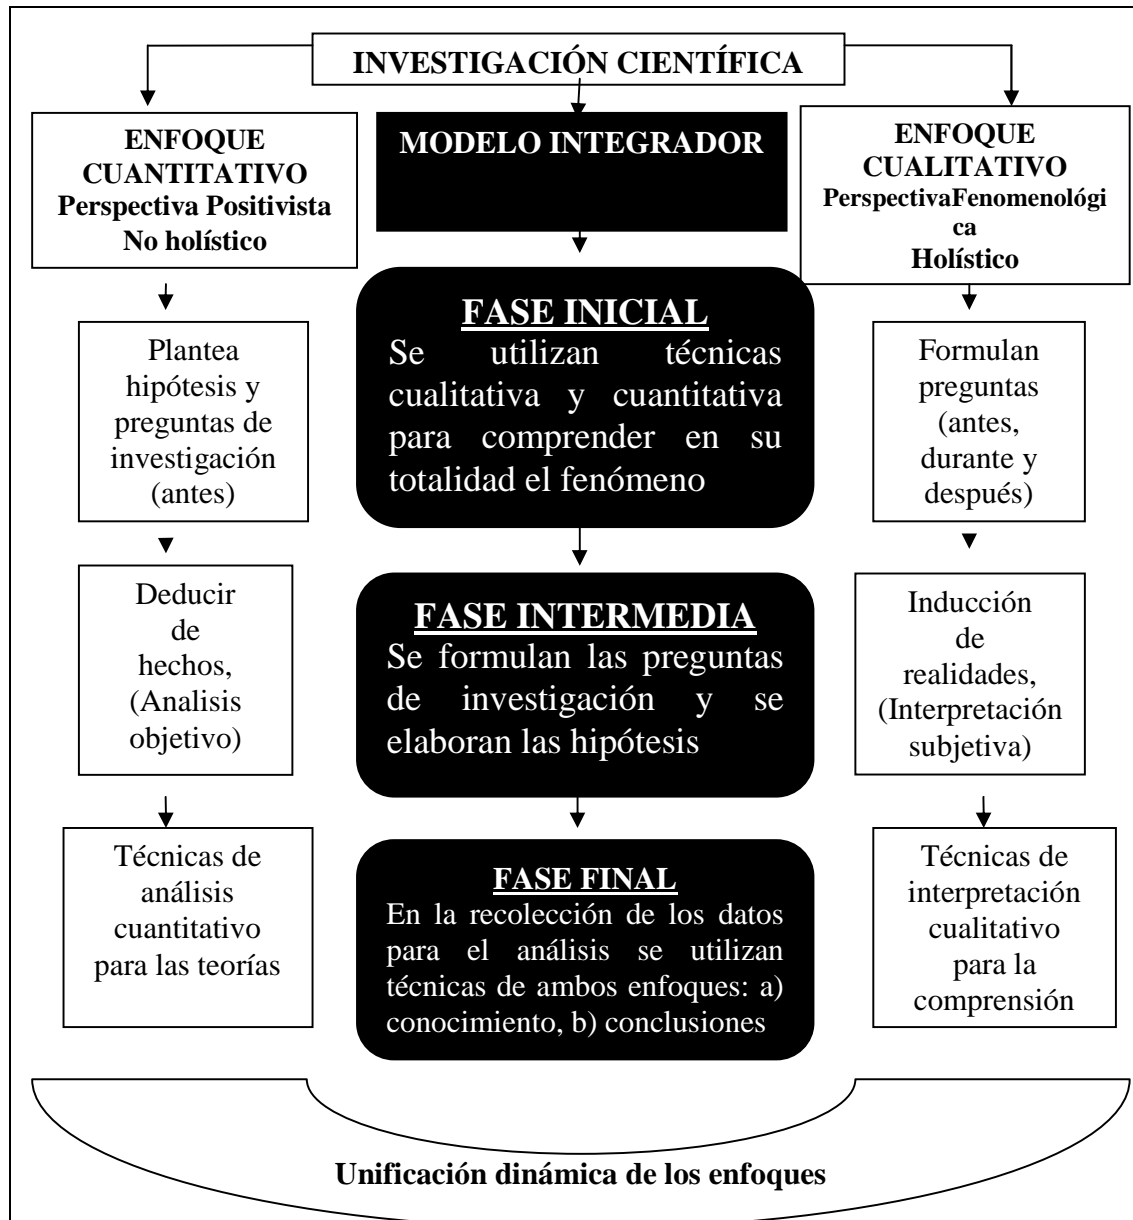 INVESTIGACIÓN CIENTÍFICA
ENFOQUE
CUANTITATIVO
Perspectiva Positivista
No holístico
MODELO INTEGRADOR
ENFOQUE
CUALITATIVO
PerspectivaFenomenológi
ca
Holístico
Plantea
hipótesis y
preguntas de
investigación
(antes)
FASE INICIAL
Se utilizan técnicas
cualitativa y cuantitativa
para comprender en su
totalidad el fenómeno
Formulan
preguntas
(antes,
durante y
después)
Deducir
de
hechos,
(Analisis
objetivo)
FASE INTERMEDIA
Se formulan las preguntas
de investigación y se
elaboran las hipótesis
Inducción
de
realidades,
(Interpretación
subjetiva)
Técnicas de
análisis
cuantitativo
para las teorías
FASE FINAL
En la recolección de los datos
para el análisis se utilizan
técnicas de ambos enfoques: a)
conocimiento, b) conclusiones
Técnicas de
interpretación
cualitativo
para la
comprensión
Unificación dinámica de los enfoques